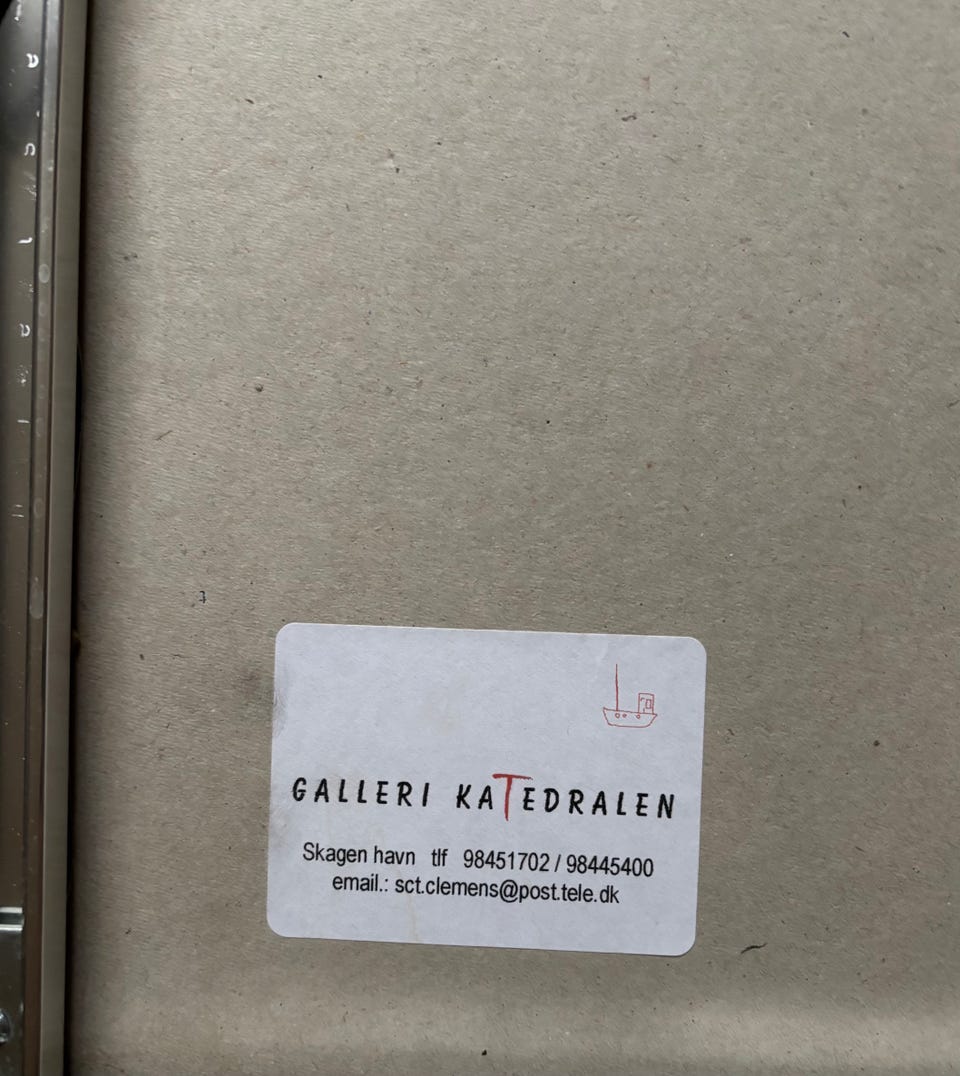 GALLERI KATEDRALEN
Skagen havn tlf 98451702 / 98445400
email.: sct.clemens@post.tele.dk